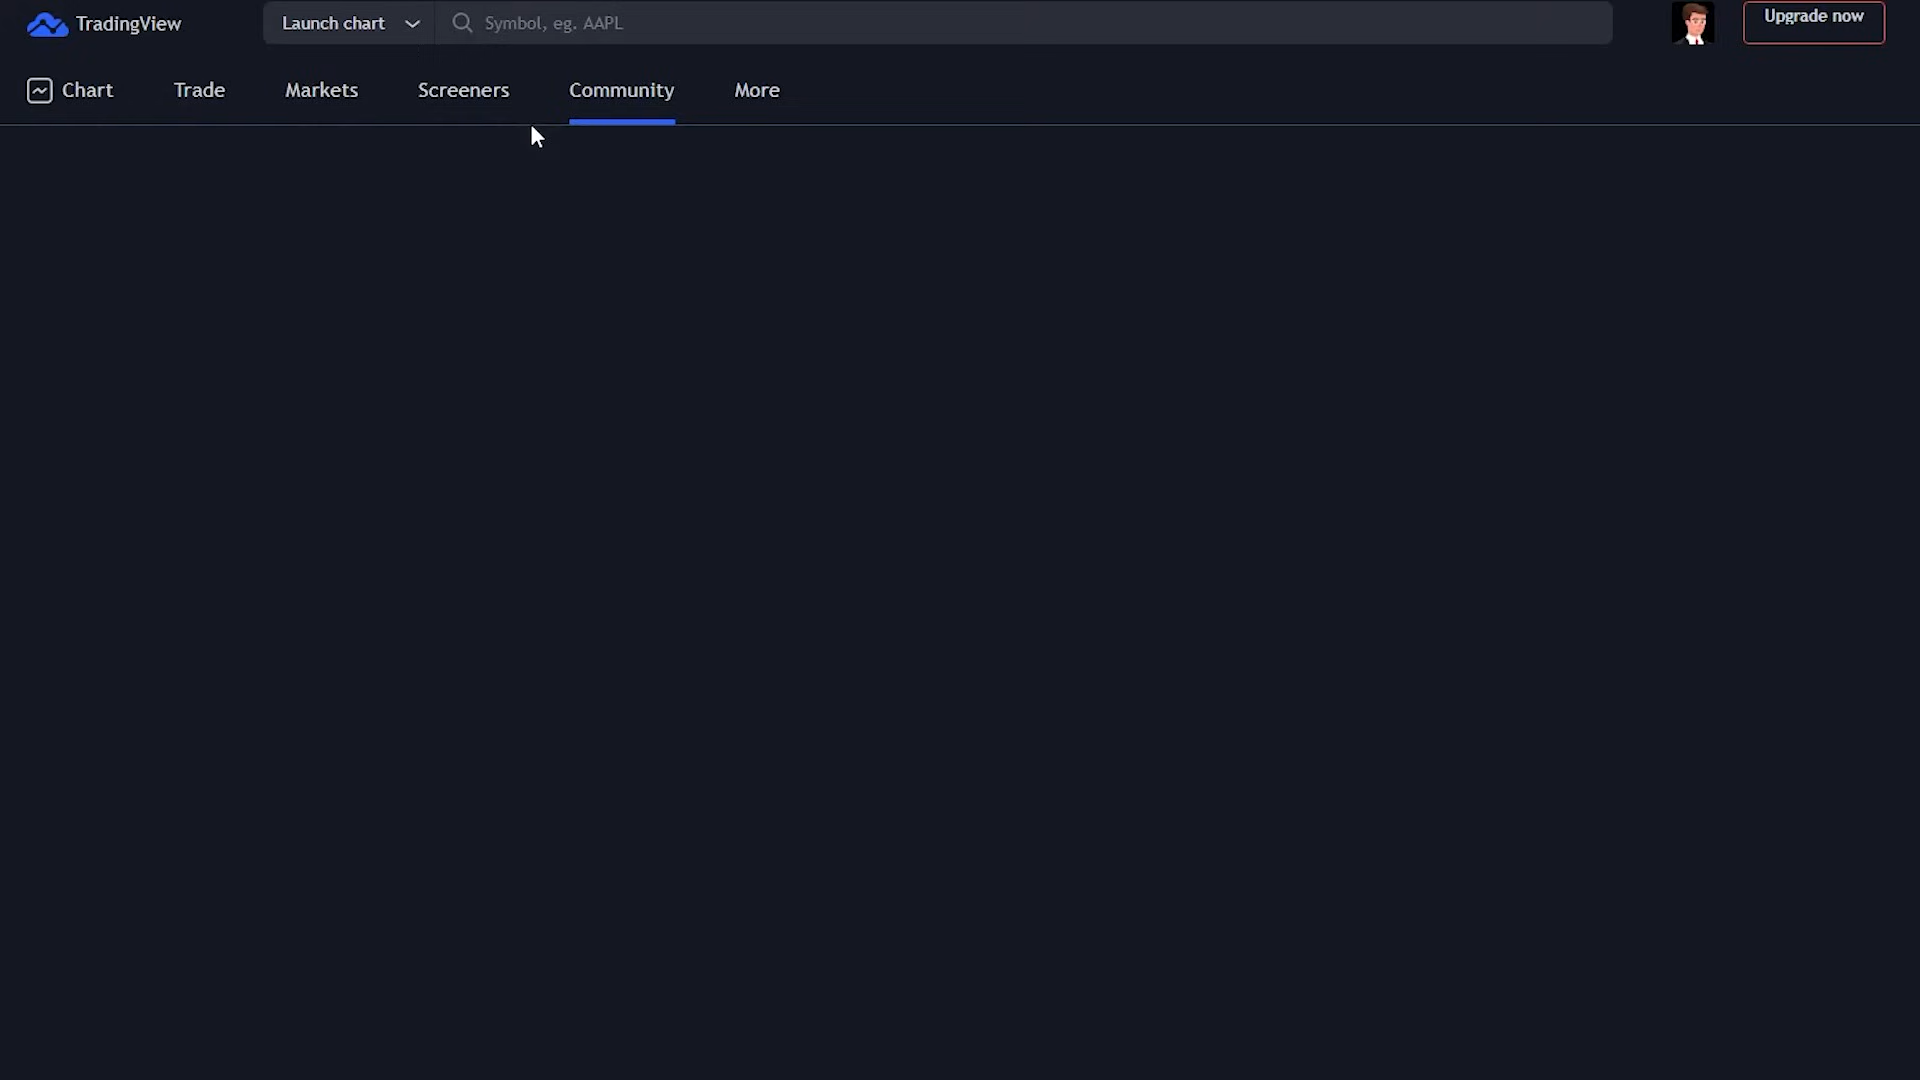 TradingView
Launch chart
Symbol, eg. AAPL
Upgrade now
Chart
Trade
Markets
Screeners
Community
More